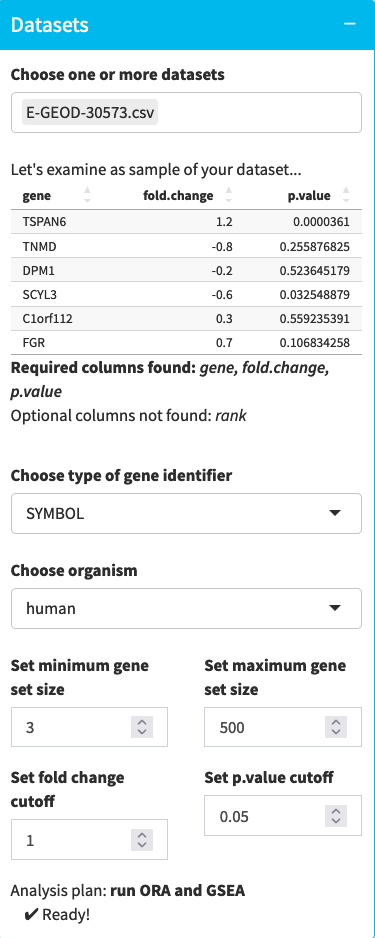 Datasets
Choose one or more datasets
E-GEOD-30573.csv
Let's examine as sample of your dataset...
gene fold.change p.value
TSPAN6 1.2 0.0000361
TNMD -0.8 0.255876825
DPM1 -0.2 0.523645179
SCYL3 -0.6 0.032548879
C1orf112 0.3 0.559235391
FGR 0.7 0.106834258
Required columns found: gene, fold.change,
p.value
Optional columns not found: rank
Choose type of gene identifier
SYMBOL
Choose organism
human
Set minimum gene
set size
3
Set maximum gene
set size
500
Set fold change
cutoff
1
Set p.value cutoff
0.05
Analysis plan: run ORA and GSEA
✔ Ready!